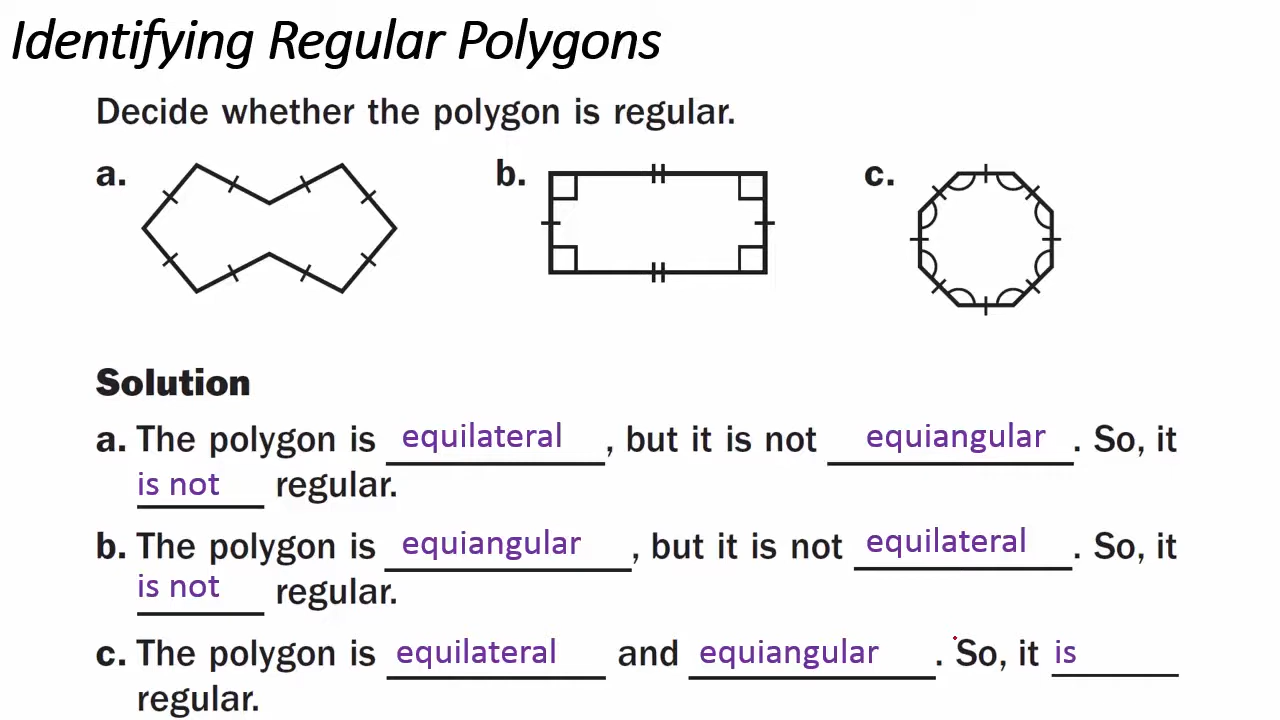 Identifying Regular Polygons
Decide whether the polygon is regular.
a. b. c.
Solution
a. The polygon is equilateral, but it is not equiangular. So, it
is not regular.
b. The polygon is equiangular, but it is not equilateral. So, it
is not regular.
c. The polygon is equilateral and equiangular. So, it is
regular.